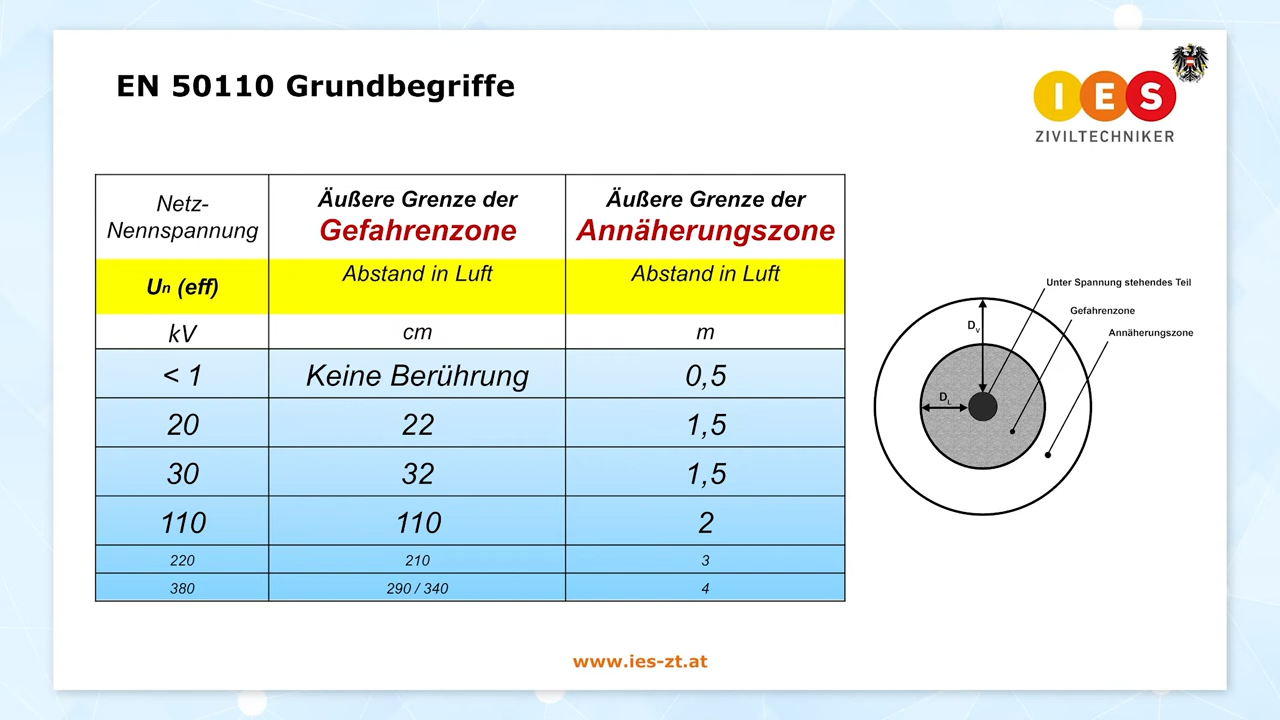 EN 50110 Grundbegriffe
I E S
ZIVILTECHNIKER
Netz-
Nennspannung
Äußere Grenze der
Gefahrenzone
Äußere Grenze der
Annäherungszone
Un (eff)
Abstand in Luft
Abstand in Luft
kV
cm
m
< 1
Keine Berührung
0,5
20
22
1,5
30
32
1,5
110
110
2
220
210
3
380
290 / 340
4
Unter Spannung stehendes Teil
Gefahrenzone
Annäherungszone
DV
DL
www.ies-zt.at